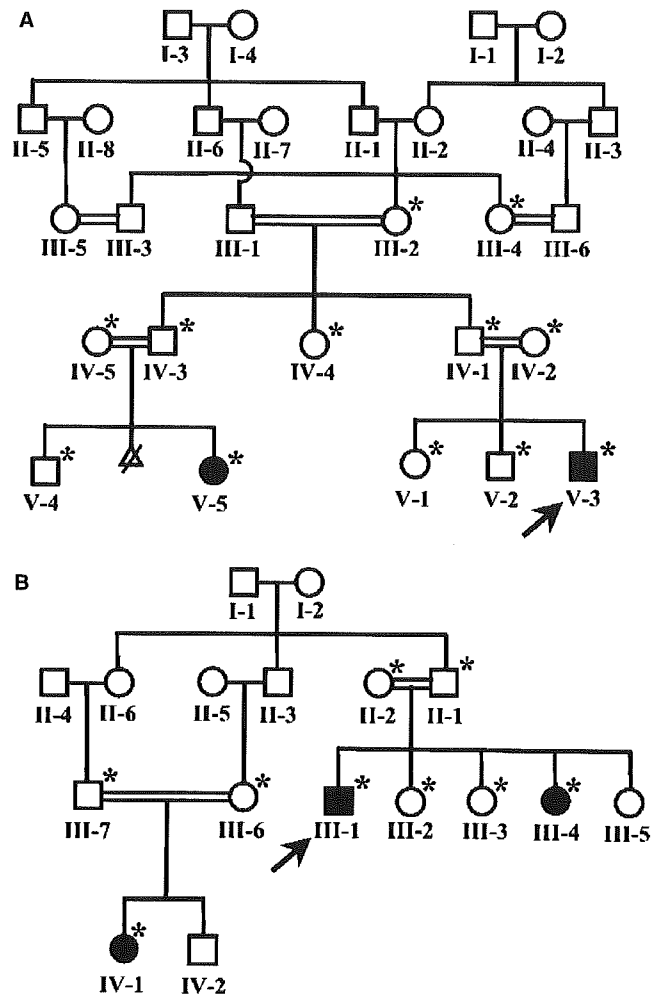 A
I-3 I-4 I-1 I-2
II-5 II-8 II-6 II-7 II-1 II-2 II-4 II-3
* *
III-5 III-3 III-1 III-2 III-4 III-6
* * * * *
IV-5 IV-3 IV-4 IV-1 IV-2
* * * * *
V-4 V-5 V-1 V-2 V-3
B
I-1 I-2
* *
II-4 II-6 II-5 II-3 II-2 II-1
* * * * * *
III-7 III-6 III-1 III-2 III-3 III-4 III-5
*
IV-1 IV-2